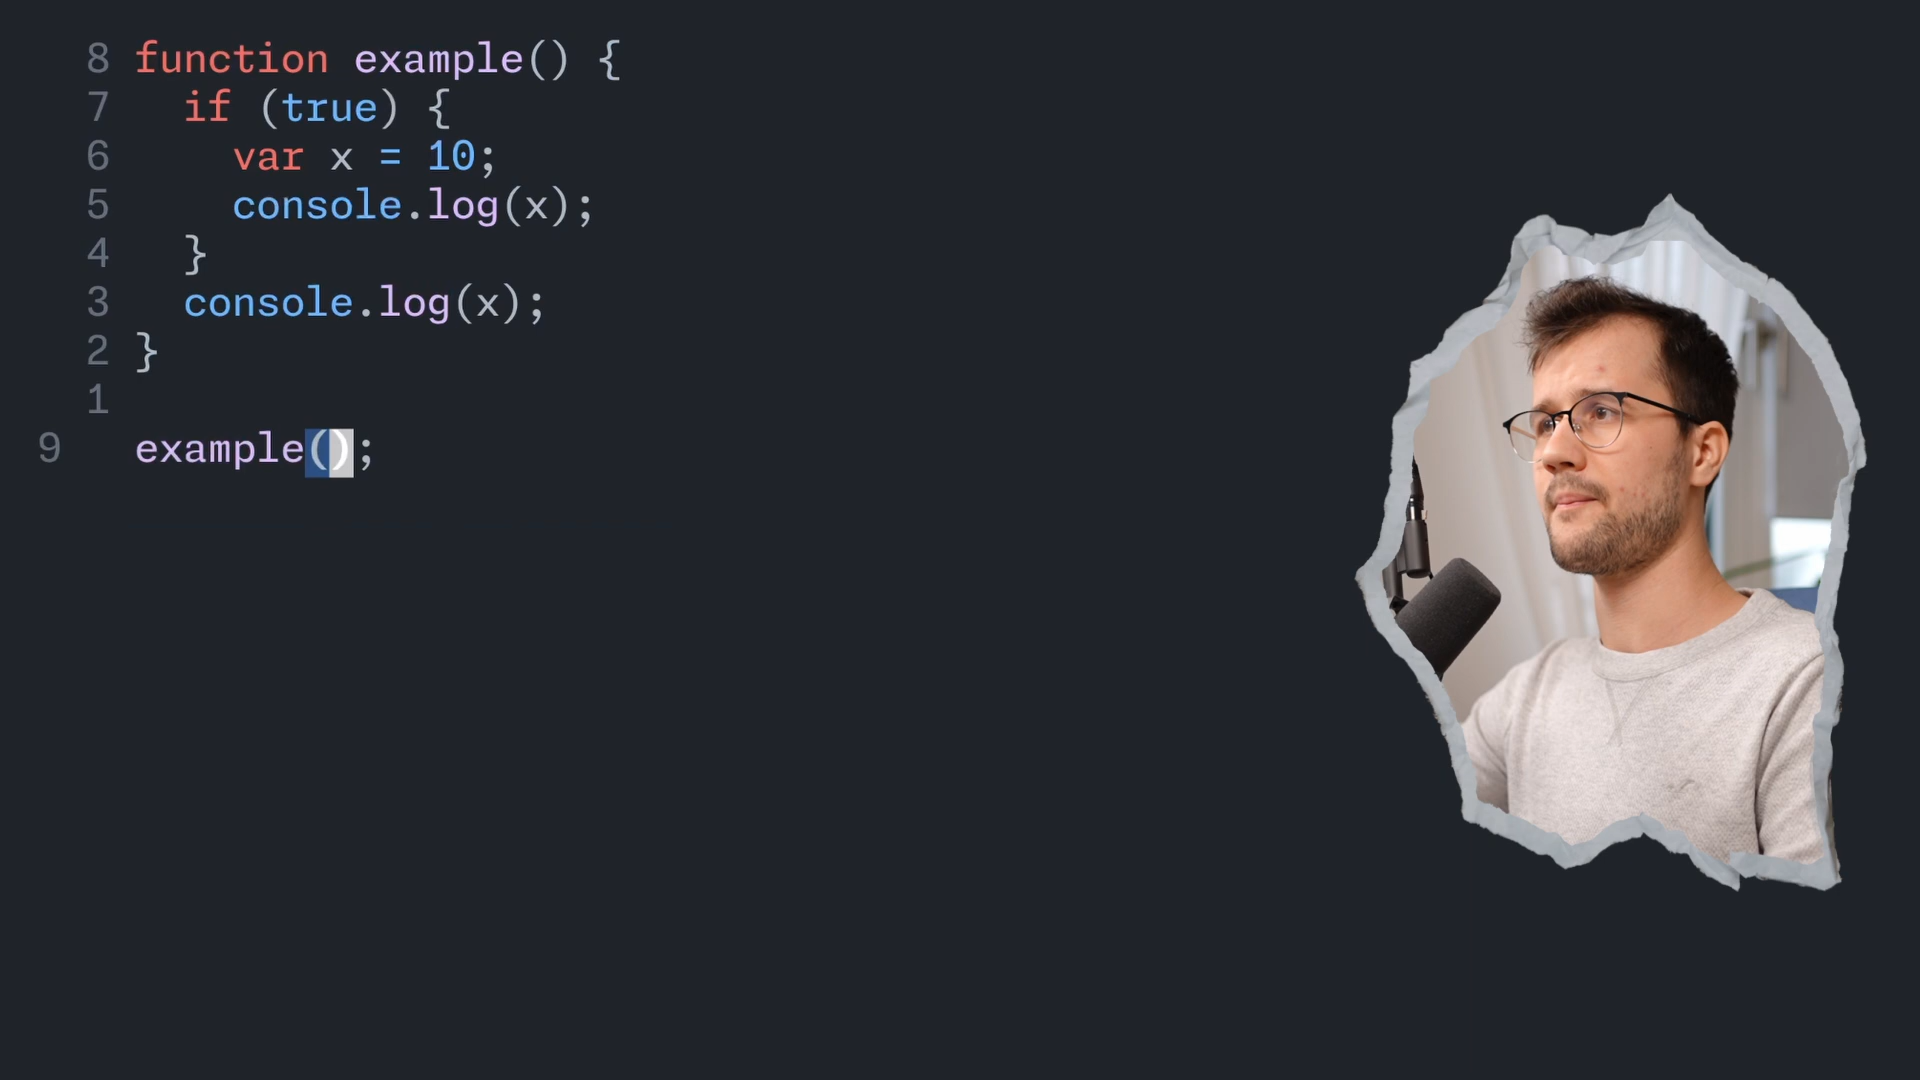 8 function example() {
7   if (true) {
6     var x = 10;
5     console.log(x);
4   }
3   console.log(x);
2 }
1
9 example();